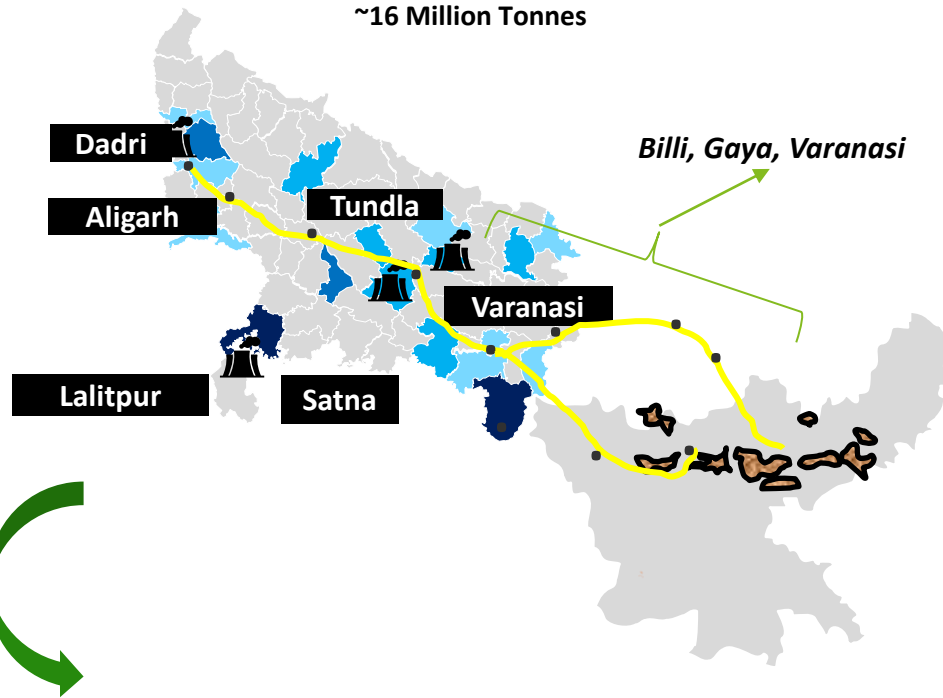 ~16 Million Tonnes
Dadri
Billi, Gaya, Varanasi
Aligarh
Tundla
Varanasi
Lalitpur
Satna